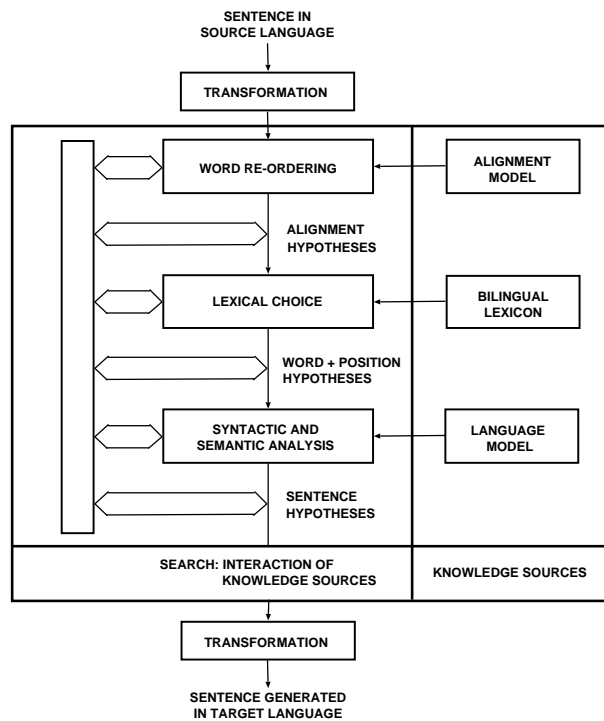 SENTENCE IN
SOURCE LANGUAGE
TRANSFORMATION
WORD RE-ORDERING
ALIGNMENT
MODEL
ALIGNMENT
HYPOTHESES
LEXICAL CHOICE
BILINGUAL
LEXICON
WORD + POSITION
HYPOTHESES
SYNTACTIC AND
SEMANTIC ANALYSIS
LANGUAGE
MODEL
SENTENCE
HYPOTHESES
SEARCH: INTERACTION OF
KNOWLEDGE SOURCES
KNOWLEDGE SOURCES
TRANSFORMATION
SENTENCE GENERATED
IN TARGET LANGUAGE